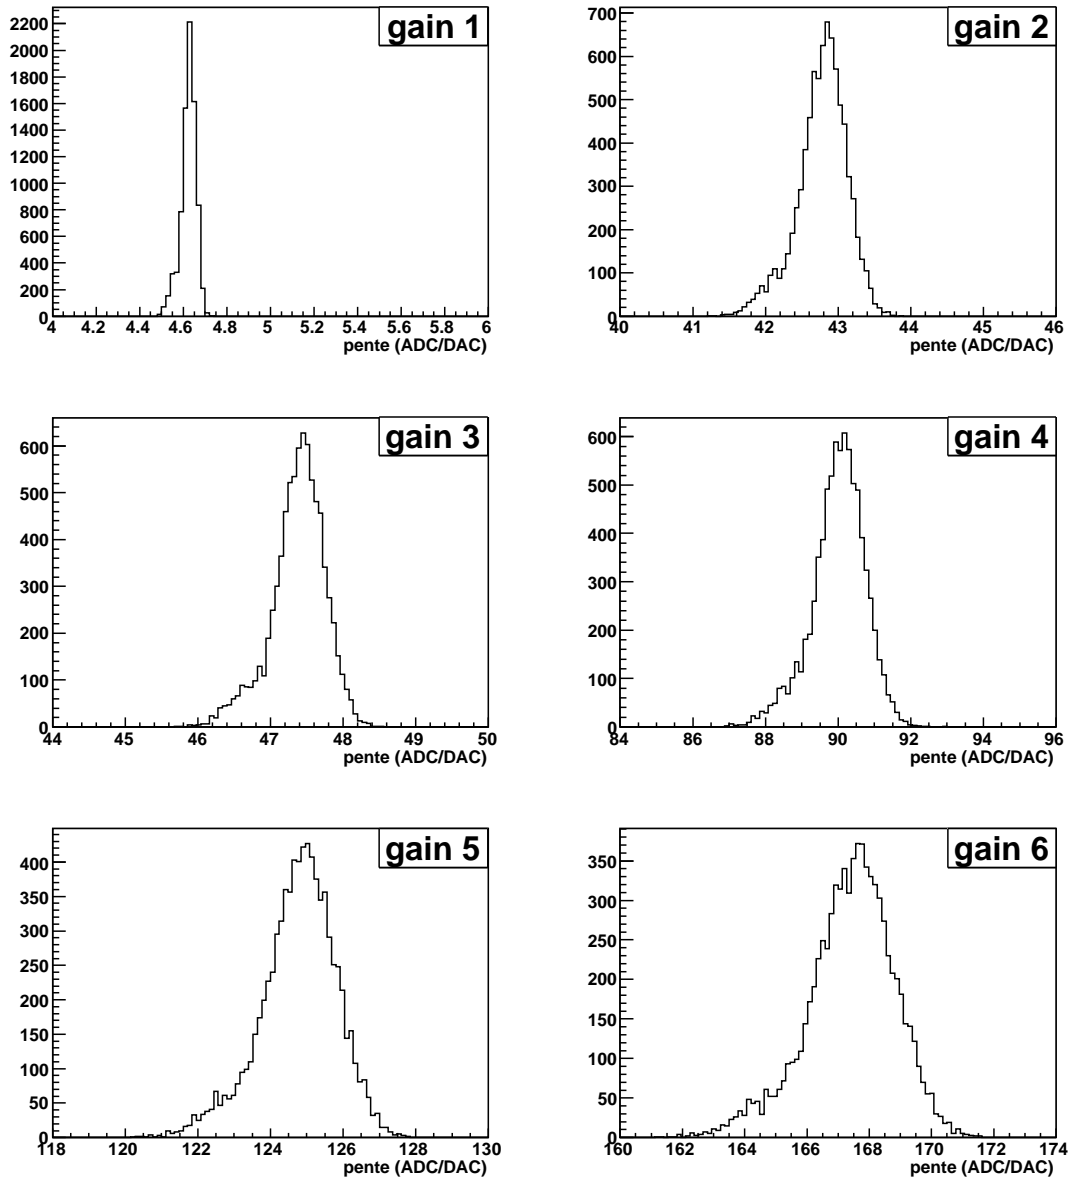 gain 1
2200
2000
1800
1600
1400
1200
1000
800
600
400
200
0
4 4.2 4.4 4.6 4.8 5 5.2 5.4 5.6 5.8 6
pente (ADC/DAC)
gain 2
700
600
500
400
300
200
100
0
40 41 42 43 44 45 46
pente (ADC/DAC)
gain 3
600
500
400
300
200
100
0
44 45 46 47 48 49 50
pente (ADC/DAC)
gain 4
600
500
400
300
200
100
0
84 86 88 90 92 94 96
pente (ADC/DAC)
gain 5
400
350
300
250
200
150
100
50
0
118 120 122 124 126 128 130
pente (ADC/DAC)
gain 6
350
300
250
200
150
100
50
0
160 162 164 166 168 170 172 174
pente (ADC/DAC)